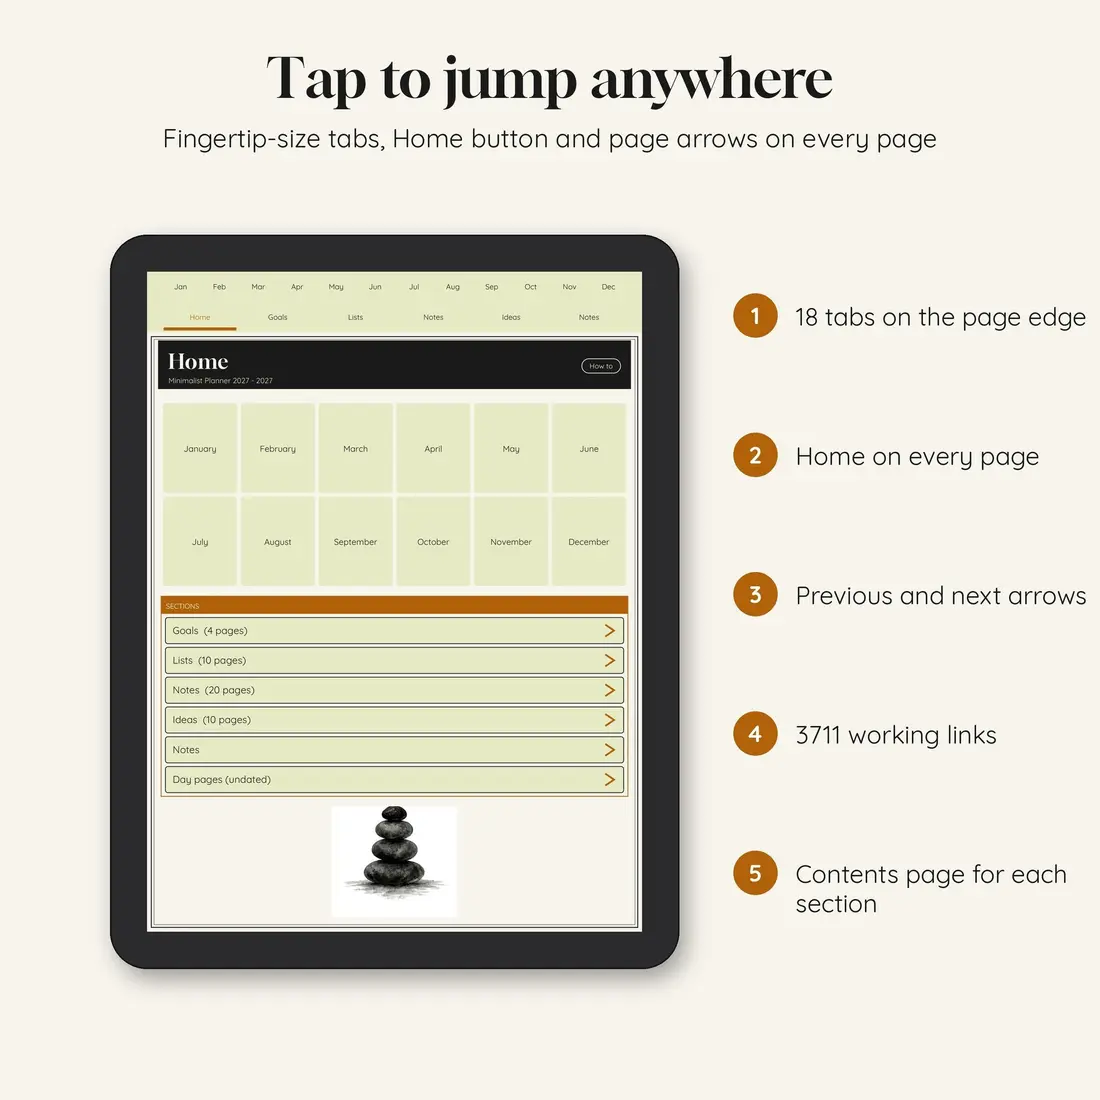 Tap to jump anywhere
Fingertip-size tabs, Home button and page arrows on every page
Jan Feb Mar Apr May Jun Jul Aug Sep Oct Nov Dec
Home Goals Lists Notes Ideas Notes
Home
Minimalist Planner 2027 - 2027
How to
January February March April May June
July August September October November December
SECTIONS
Goals (4 pages)
Lists (10 pages)
Notes (20 pages)
Ideas (10 pages)
Notes
Day pages (undated)
1 18 tabs on the page edge
2 Home on every page
3 Previous and next arrows
4 3711 working links
5 Contents page for each
section